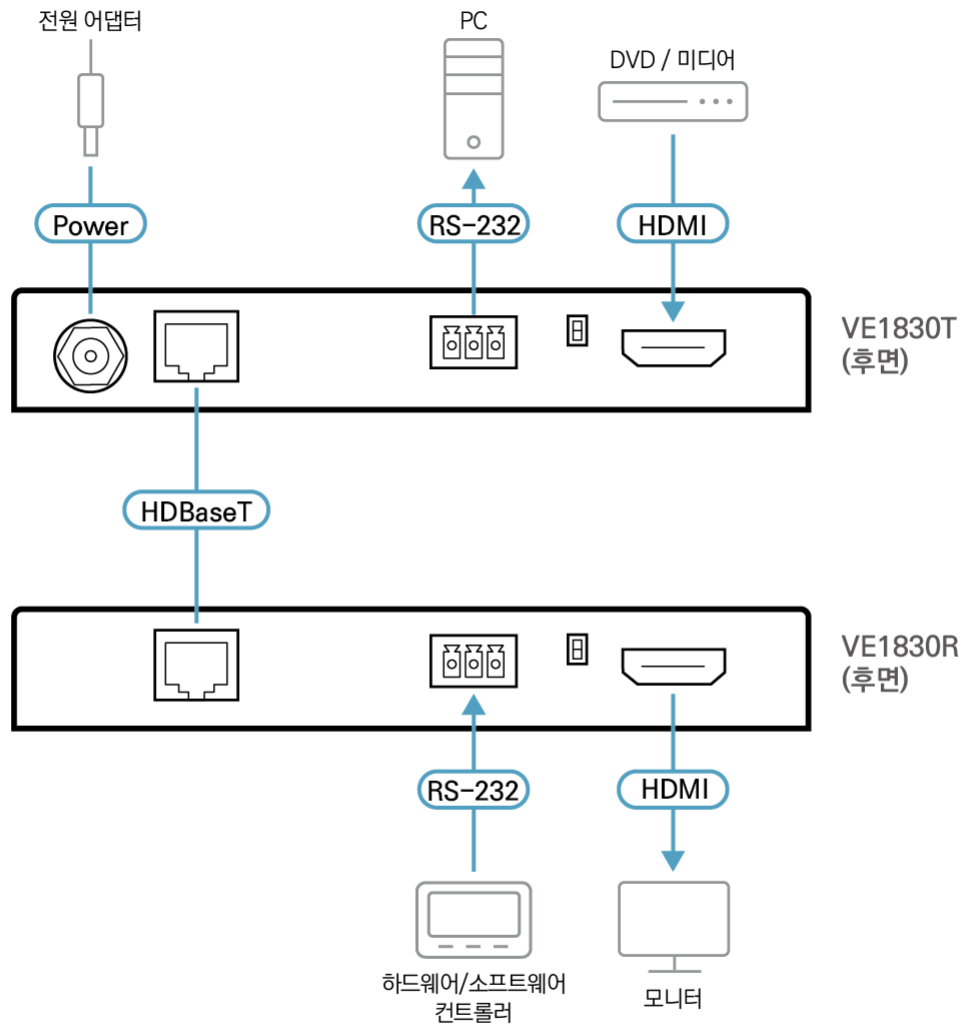 전원 어댑터
PC
DVD / 미디어
Power
RS-232
HDMI
VE1830T
(후면)
HDBaseT
VE1830R
(후면)
RS-232
HDMI
하드웨어/소프트웨어
컨트롤러
모니터